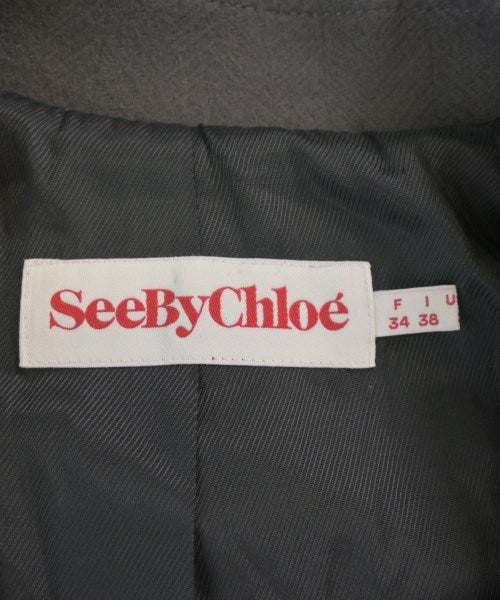 SeeByChloé
F I U
34 38